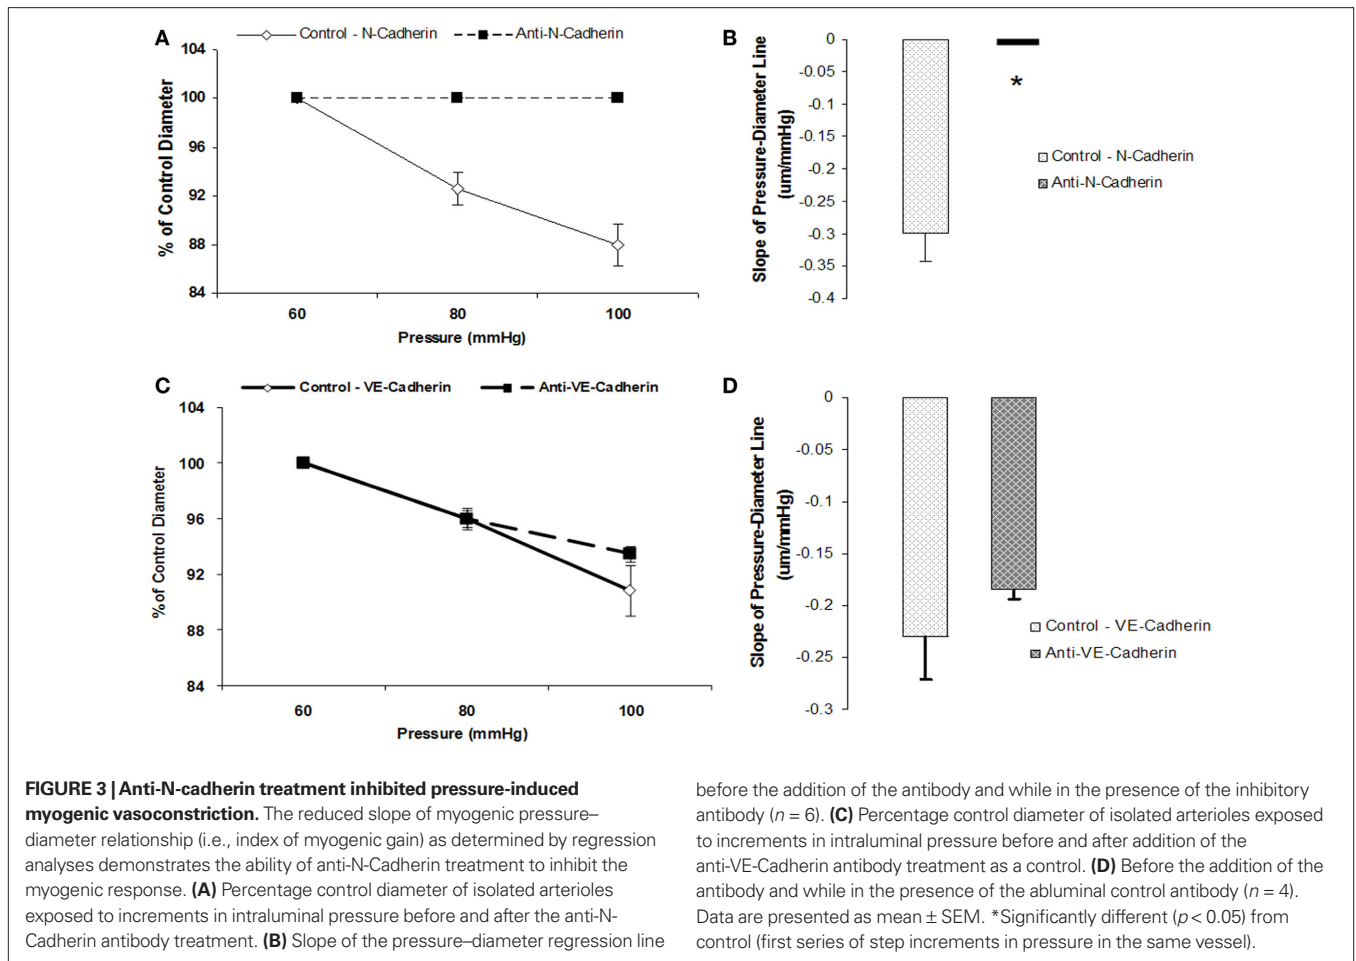 A
Control - N-Cadherin
Anti-N-Cadherin
104
100
96
92
88
84
% of Control Diameter
60
80
100
Pressure (mmHg)
B
0
-0.05
-0.1
-0.15
-0.2
-0.25
-0.3
-0.35
-0.4
Slope of Pressure-Diameter Line
(um/mmHg)
*
Control - N-Cadherin
Anti-N-Cadherin
C
Control - VE-Cadherin
Anti-VE-Cadherin
104
100
96
92
88
84
% of Control Diameter
60
80
100
Pressure (mmHg)
D
0
-0.05
-0.1
-0.15
-0.2
-0.25
-0.3
Slope of Pressure-Diameter Line
(um/mmHg)
Control - VE-Cadherin
Anti-VE-Cadherin
FIGURE 3 | Anti-N-cadherin treatment inhibited pressure-induced
myogenic vasoconstriction. The reduced slope of myogenic pressure–
diameter relationship (i.e., index of myogenic gain) as determined by regression
analyses demonstrates the ability of anti-N-Cadherin treatment to inhibit the
myogenic response. (A) Percentage control diameter of isolated arterioles
exposed to increments in intraluminal pressure before and after the anti-N-
Cadherin antibody treatment. (B) Slope of the pressure–diameter regression line
before the addition of the antibody and while in the presence of the inhibitory
antibody (n = 6). (C) Percentage control diameter of isolated arterioles exposed
to increments in intraluminal pressure before and after addition of the
anti-VE-Cadherin antibody treatment as a control. (D) Before the addition of the
antibody and while in the presence of the abluminal control antibody (n = 4).
Data are presented as mean ± SEM. *Significantly different (p < 0.05) from
control (first series of step increments in pressure in the same vessel).